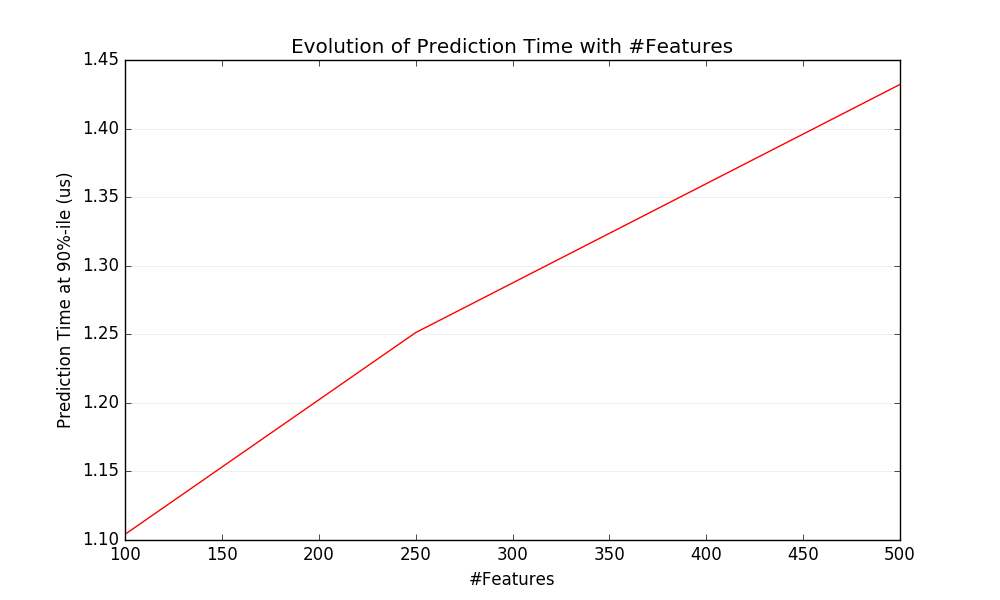 Evolution of Prediction Time with #Features
1.45
1.40
1.35
1.30
1.25
1.20
1.15
1.10
Prediction Time at 90%-ile (us)
100 150 200 250 300 350 400 450 500
#Features